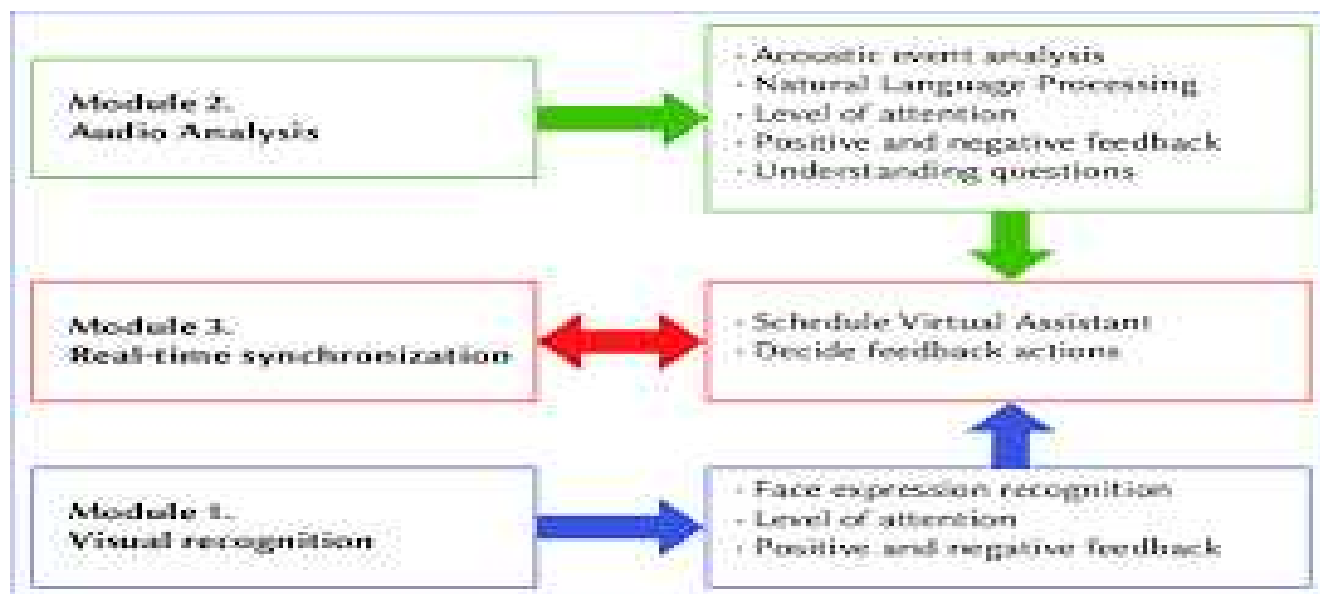 Module 2.
Audio Analysis
- Acoustic event analysis
- Natural Language Processing
- Level of attention
- Positive and negative feedback
- Understanding questions
Module 3.
Real-time synchronization
- Schedule Virtual Assistant
- Decide feedback actions
Module 1.
Visual recognition
- Face expression recognition
- Level of attention
- Positive and negative feedback